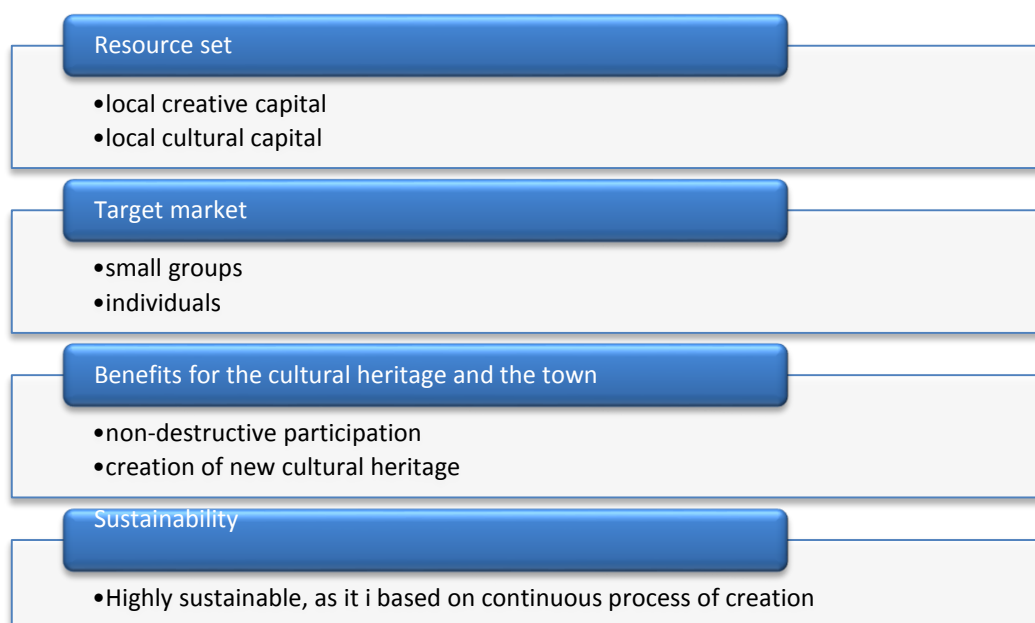 Resource set
•local creative capital
•local cultural capital
Target market
•small groups
•individuals
Benefits for the cultural heritage and the town
•non-destructive participation
•creation of new cultural heritage
Sustainability
•Highly sustainable, as it i based on continuous process of creation